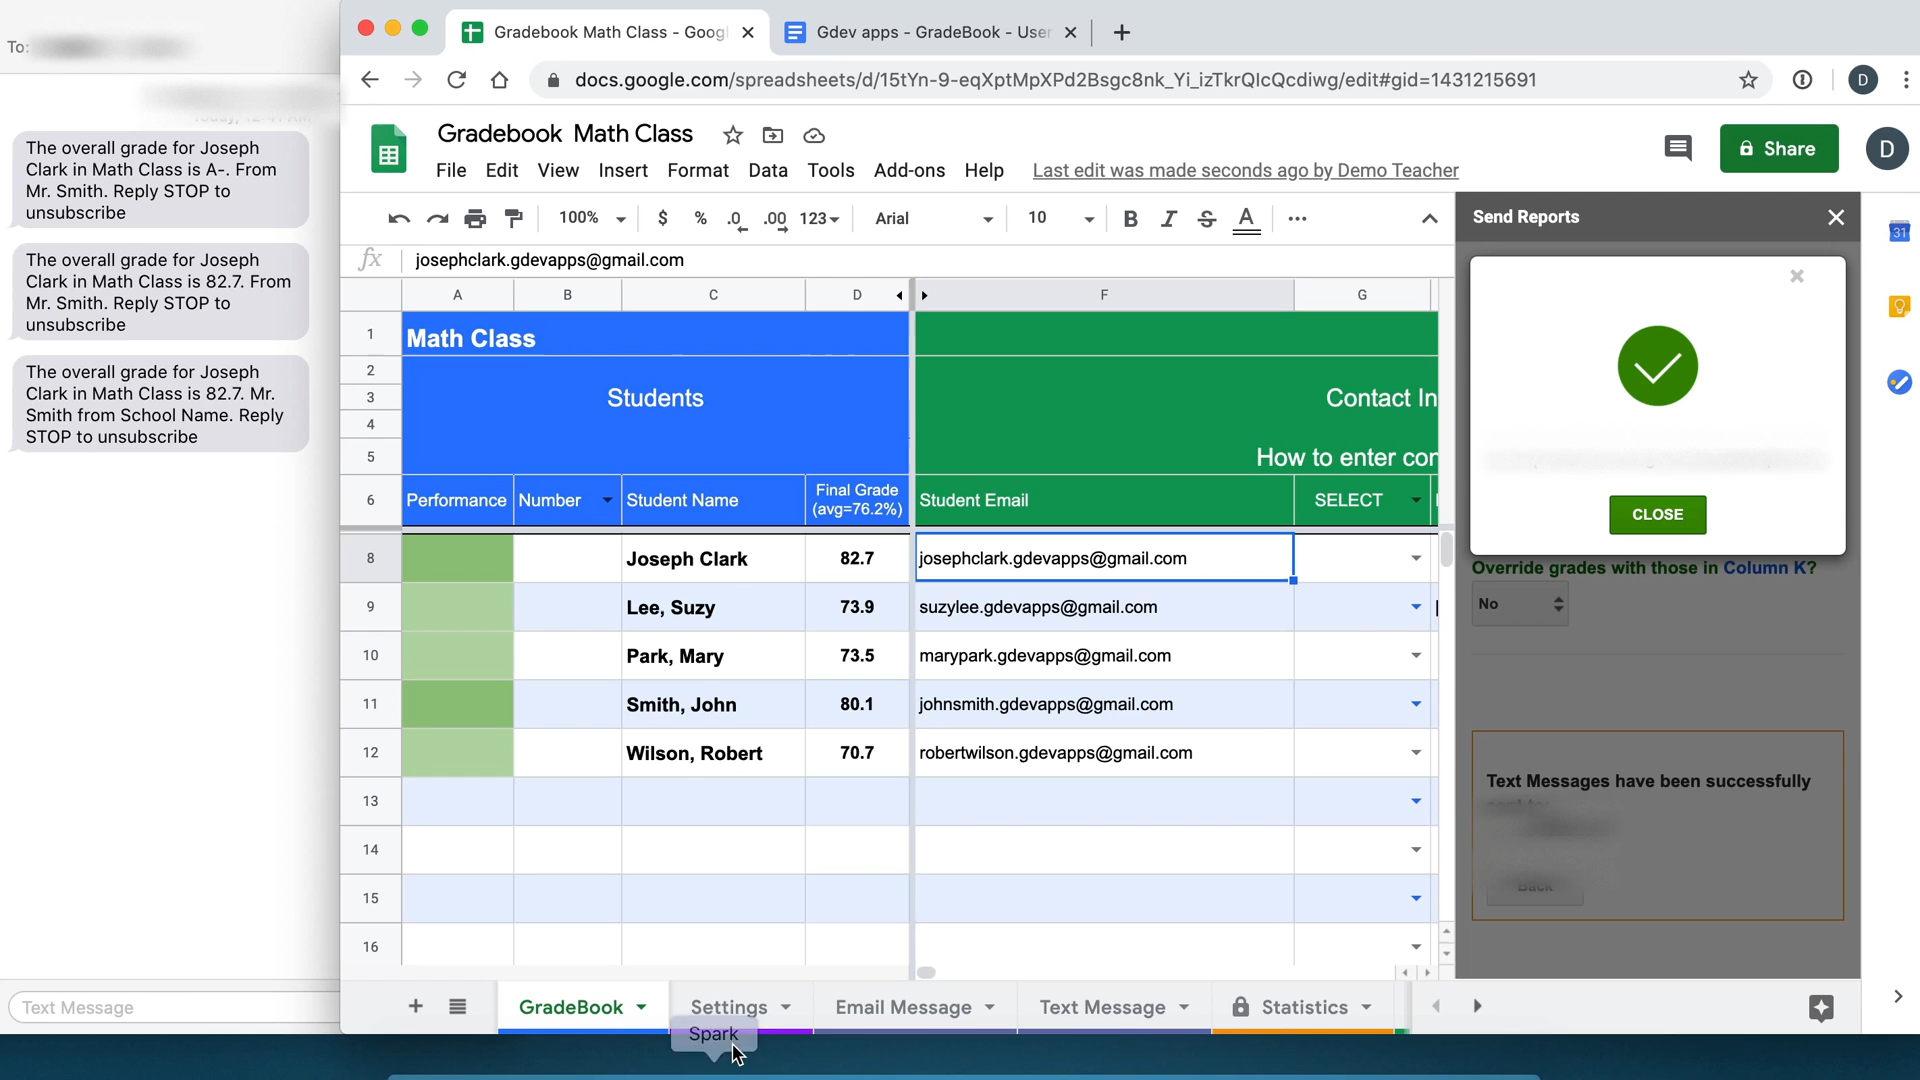 To:
The overall grade for Joseph
Clark in Math Class is A-. From
Mr. Smith. Reply STOP to
unsubscribe
The overall grade for Joseph
Clark in Math Class is 82.7. From
Mr. Smith. Reply STOP to
unsubscribe
The overall grade for Joseph
Clark in Math Class is 82.7. Mr.
Smith from School Name. Reply
STOP to unsubscribe
Text Message
Gradebook Math Class - Googl
Gdev apps - GradeBook - User
docs.google.com/spreadsheets/d/15tYn-9-eqXptMpXPd2Bsgc8nk_Yi_izTkrQlcQcdiwg/edit#gid=1431215691
D
Gradebook Math Class
File Edit View Insert Format Data Tools Add-ons Help Last edit was made seconds ago by Demo Teacher
Share
D
100% $ % .0 .00 123 Arial 10 B I S A
fx josephclark.gdevapps@gmail.com
A B C D F G
1 Math Class
2
3 Students Contact In
4
5 How to enter con
6 Performance Number Student Name Final Grade (avg=76.2%) Student Email SELECT
8 Joseph Clark 82.7 josephclark.gdevapps@gmail.com
9 Lee, Suzy 73.9 suzylee.gdevapps@gmail.com
10 Park, Mary 73.5 marypark.gdevapps@gmail.com
11 Smith, John 80.1 johnsmith.gdevapps@gmail.com
12 Wilson, Robert 70.7 robertwilson.gdevapps@gmail.com
13
14
15
16
GradeBook Settings Email Message Text Message Statistics
Spark
Send Reports
CLOSE
Override grades with those in Column K?
No
Text Messages have been successfully
Back
31